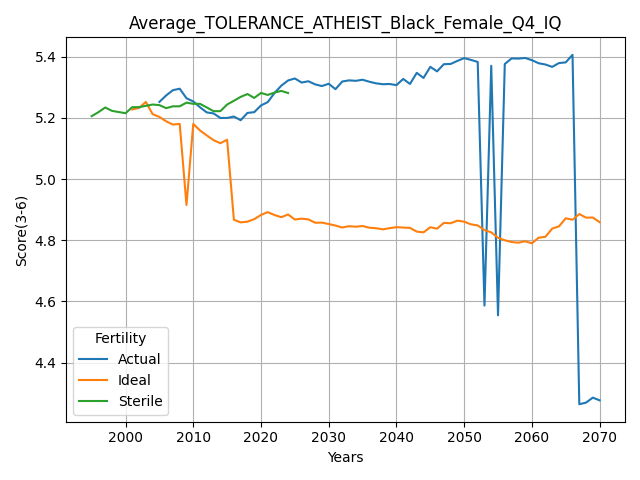 Average_TOLERANCE_ATHEIST_Black_Female_Q4_IQ
Score(3-6)
5.4
5.2
5.0
4.8
4.6
4.4
Fertility
Actual
Ideal
Sterile
2000 2010 2020 2030 2040 2050 2060 2070
Years